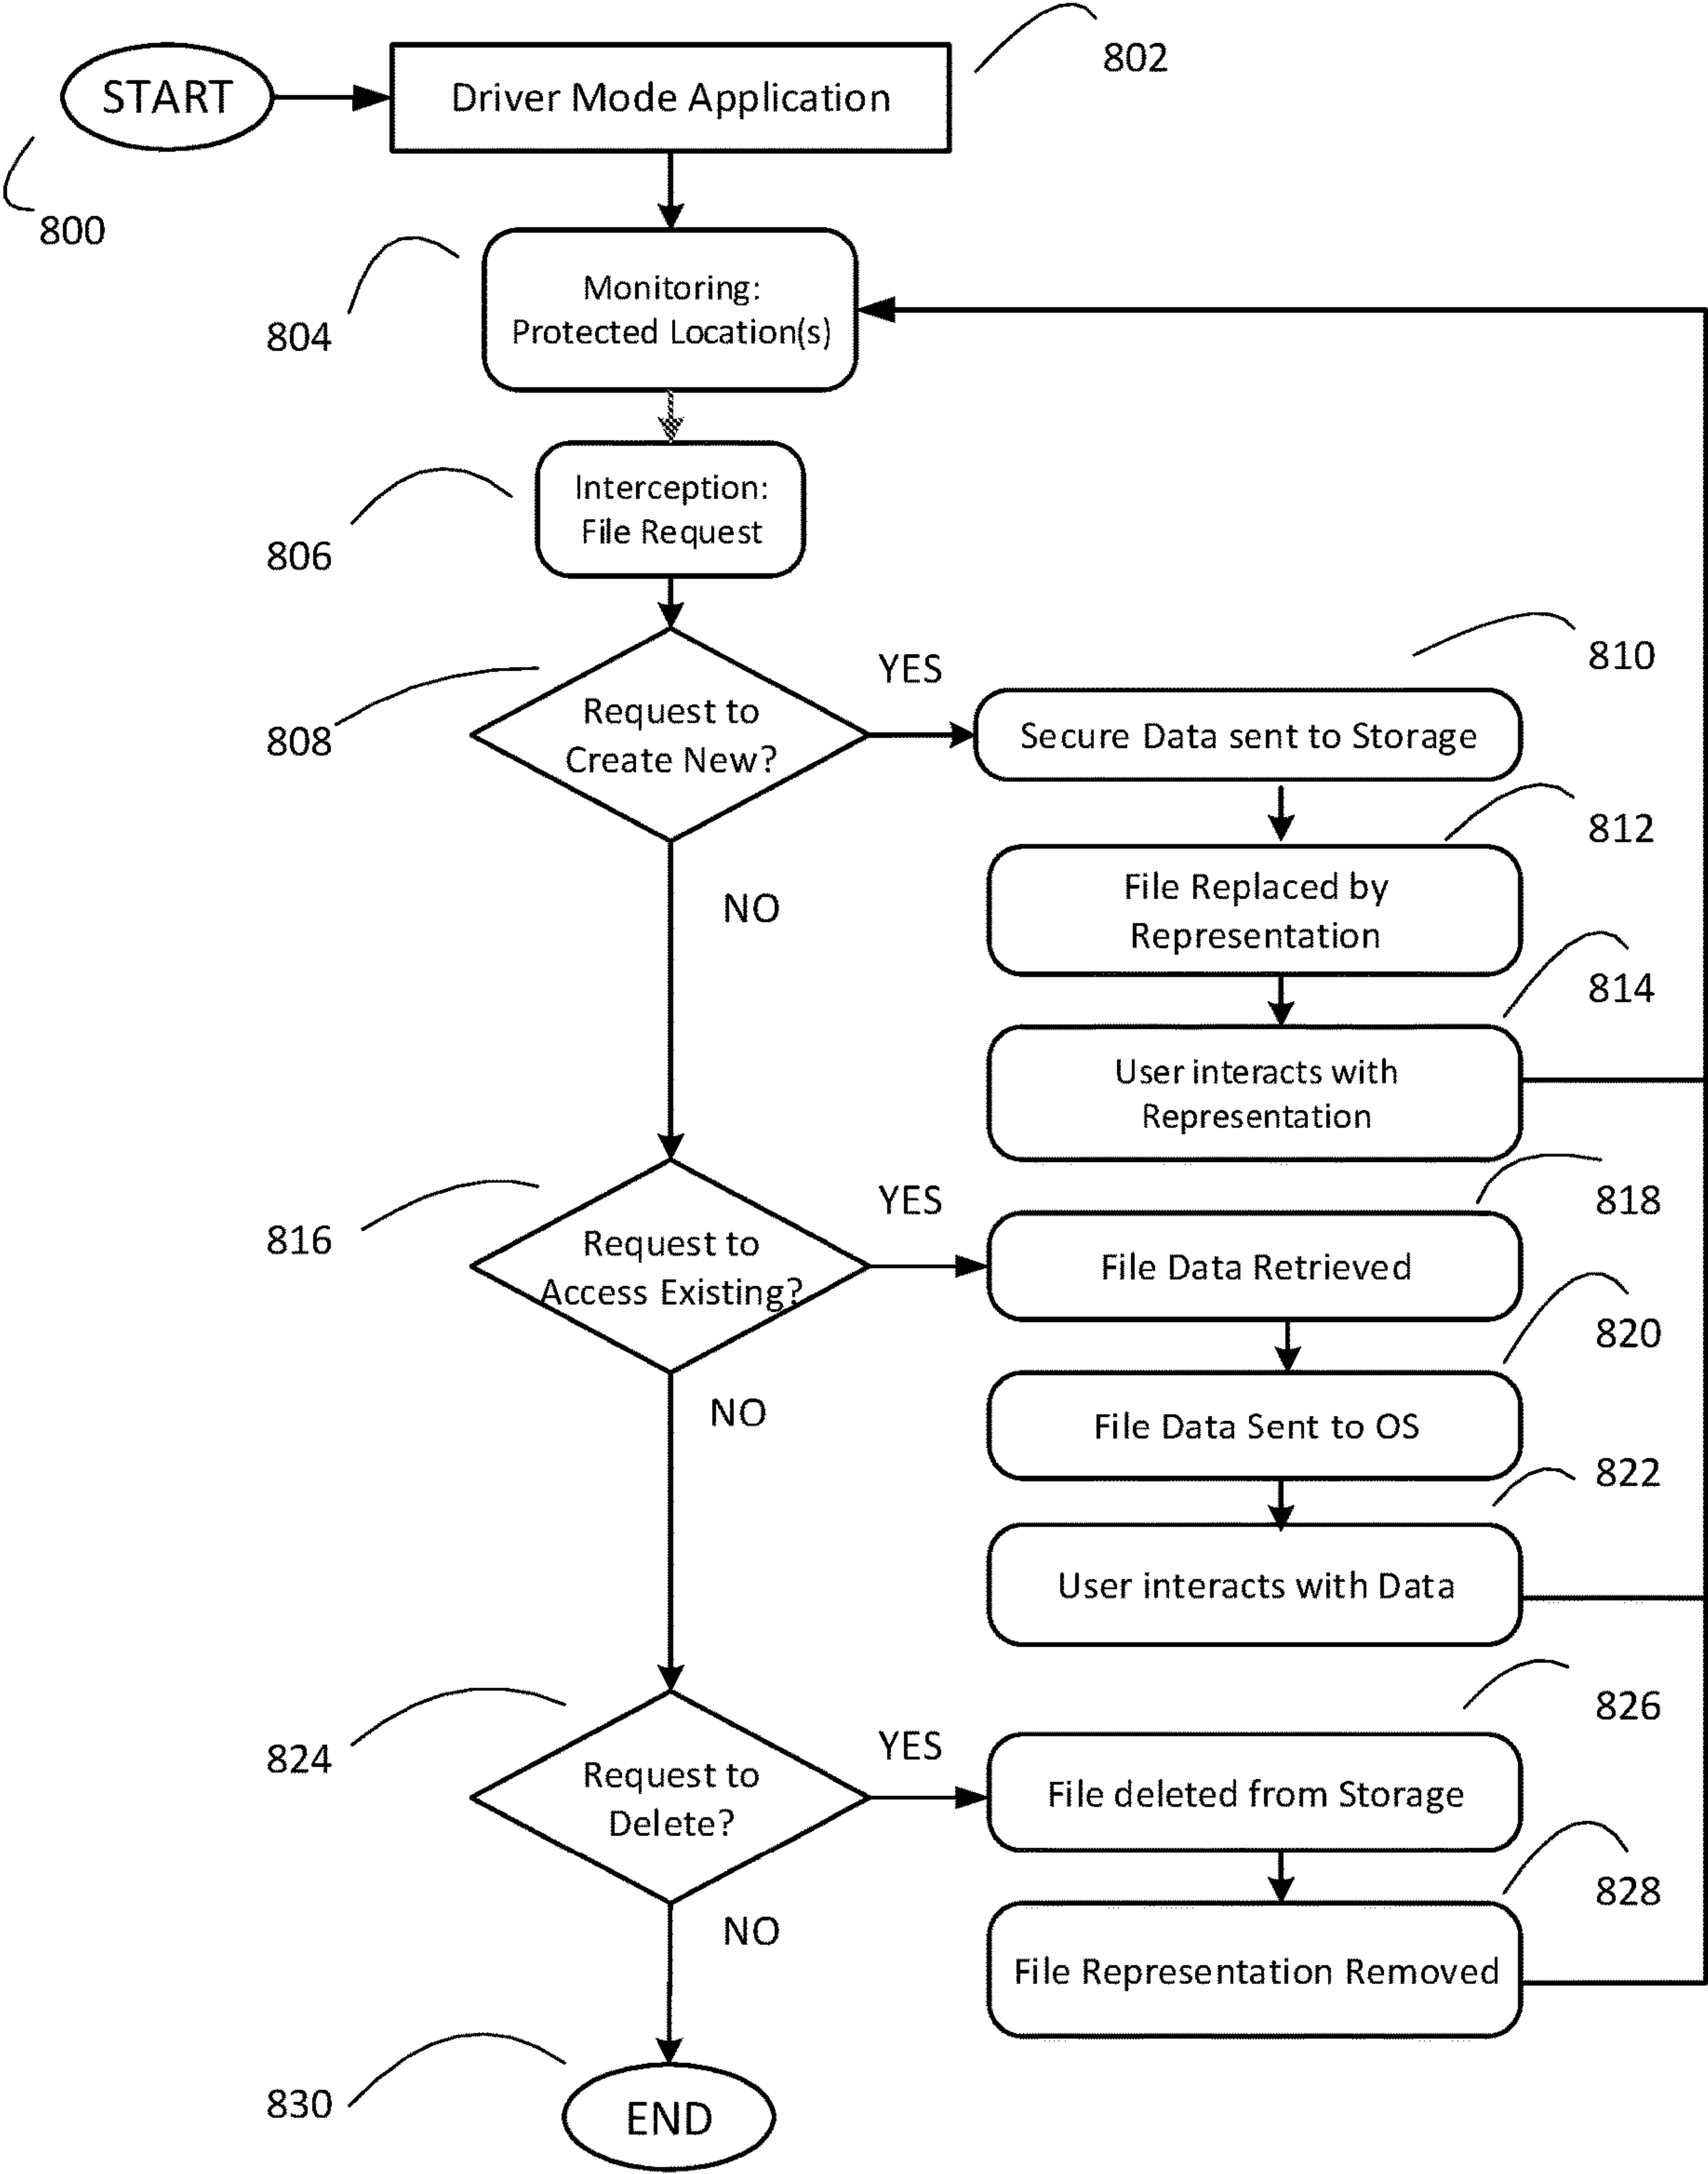 START
Driver Mode Application
802
800
804
Monitoring:
Protected Location(s)
806
Interception:
File Request
808
Request to
Create New?
YES
810
Secure Data sent to Storage
812
File Replaced by
Representation
NO
814
User interacts with
Representation
816
Request to
Access Existing?
YES
818
File Data Retrieved
820
File Data Sent to OS
NO
822
User interacts with Data
824
Request to
Delete?
YES
826
File deleted from Storage
828
File Representation Removed
NO
830
END